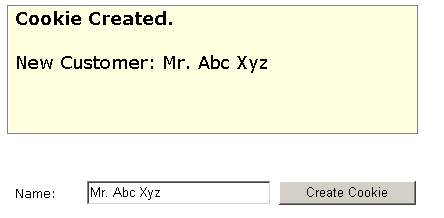 Cookie Created.
New Customer: Mr. Abc Xyz
Name: Mr. Abc Xyz Create Cookie